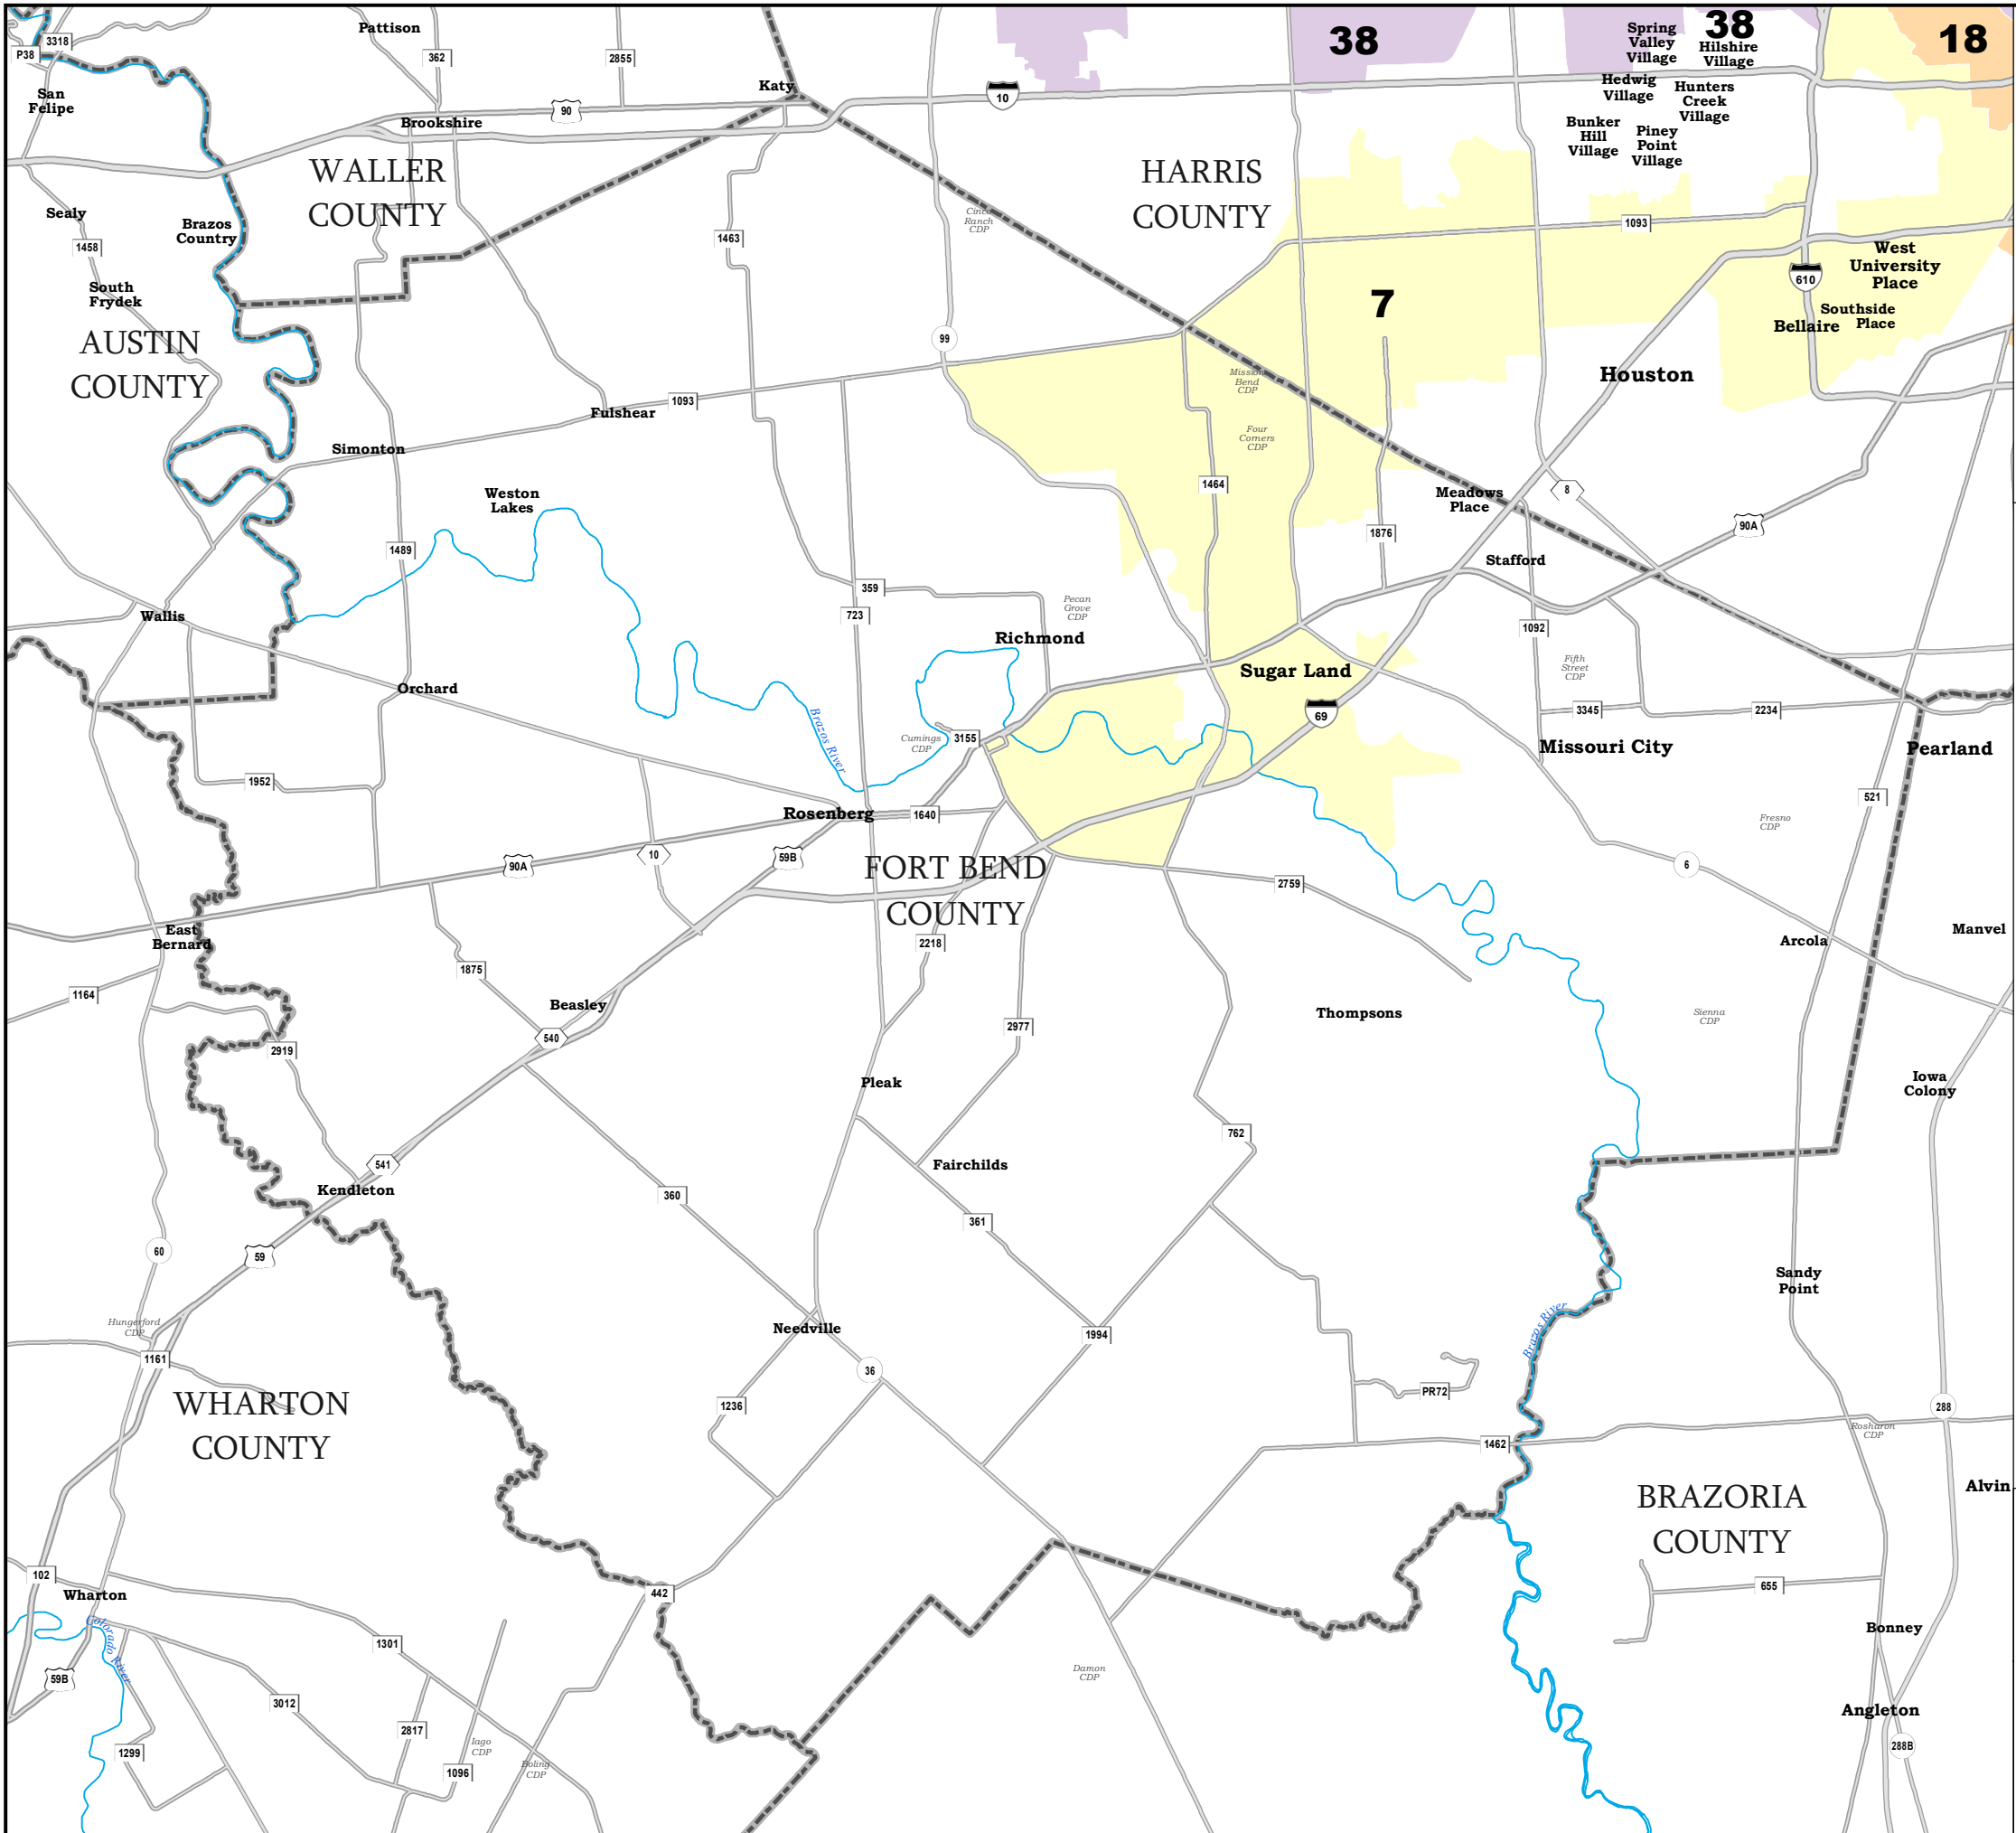 Pattison
38
Spring
Valley
Village
38
Hilshire
Village
18
3318
P38
362
2855
San
Felipe
Katy
Hedwig
Village
Hunters
Creek
Village
10
90
Brookshire
Bunker
Hill
Village
Piney
Point
Village
WALLER
COUNTY
HARRIS
COUNTY
Sealy
Brazos
Country
Cinco
Ranch
CDP
1093
1458
1463
West
University
Place
610
South
Frydek
7
Southside
Place
Bellaire
AUSTIN
COUNTY
99
Mission
Bend
CDP
Houston
1093
Fulshear
Four
Corners
CDP
Simonton
Weston
Lakes
1464
Meadows
Place
8
90A
1876
1489
Stafford
359
Pecan
Grove
CDP
723
Wallis
1092
Richmond
Fifth
Street
CDP
Sugar Land
Orchard
69
3345
2234
Brazos River
Cumings
CDP
3155
Missouri City
Pearland
1952
521
Rosenberg
1640
Fresno
CDP
10
59B
90A
FORT BEND
COUNTY
6
2759
East
Bernard
2218
Arcola
Manvel
1875
1164
Beasley
Thompsons
Sienna
CDP
2977
540
2919
Pleak
Iowa
Colony
762
541
Fairchilds
Kendleton
360
361
60
59
Sandy
Point
Hungerford
CDP
Needville
1994
Brazos River
1161
36
WHARTON
COUNTY
1236
PR72
288
Rosharon
CDP
1462
BRAZORIA
COUNTY
Alvin
102
442
655
Wharton
Colorado
River
Bonney
1301
59B
Damon
CDP
3012
Angleton
2817
Iago
CDP
288B
1299
1096
Boling
CDP